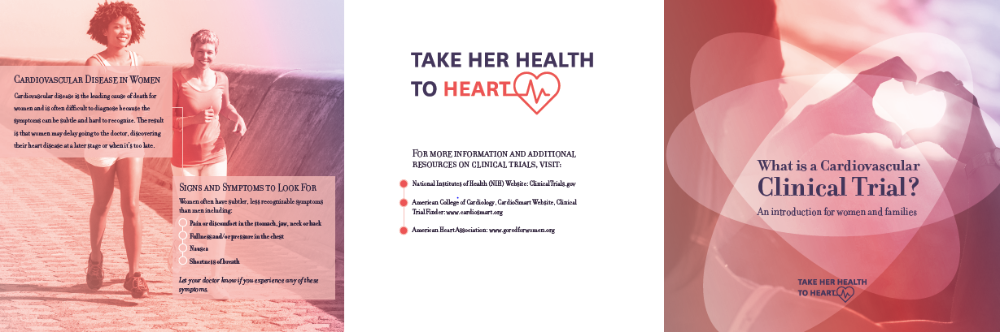 Cardiovascular Disease in Women
Cardiovascular disease is the leading cause of death for
women and is often difficult to diagnose because the
symptoms can be subtle and hard to recognize. The result
is that women may delay going to the doctor, discovering
their heart disease at a later stage or when it's too late.
Signs and Symptoms to Look For
Women often have subtler, less recognizable symptoms
than men including:
Pain or discomfort in the stomach, jaw, neck or back
Fullness and/or pressure in the chest
Nausea
Shortness of breath
Let your doctor know if you experience any of these
symptoms.
TAKE HER HEALTH
TO HEART
For more information and additional
resources on clinical trials, visit:
National Institutes of Health (NIH) Website: ClinicalTrials.gov
American College of Cardiology, CardioSmart Website, Clinical
Trial Finder: www.cardiosmart.org
American Heart Association: www.goredforwomen.org
What is a Cardiovascular
Clinical Trial?
An introduction for women and families
TAKE HER HEALTH
TO HEART